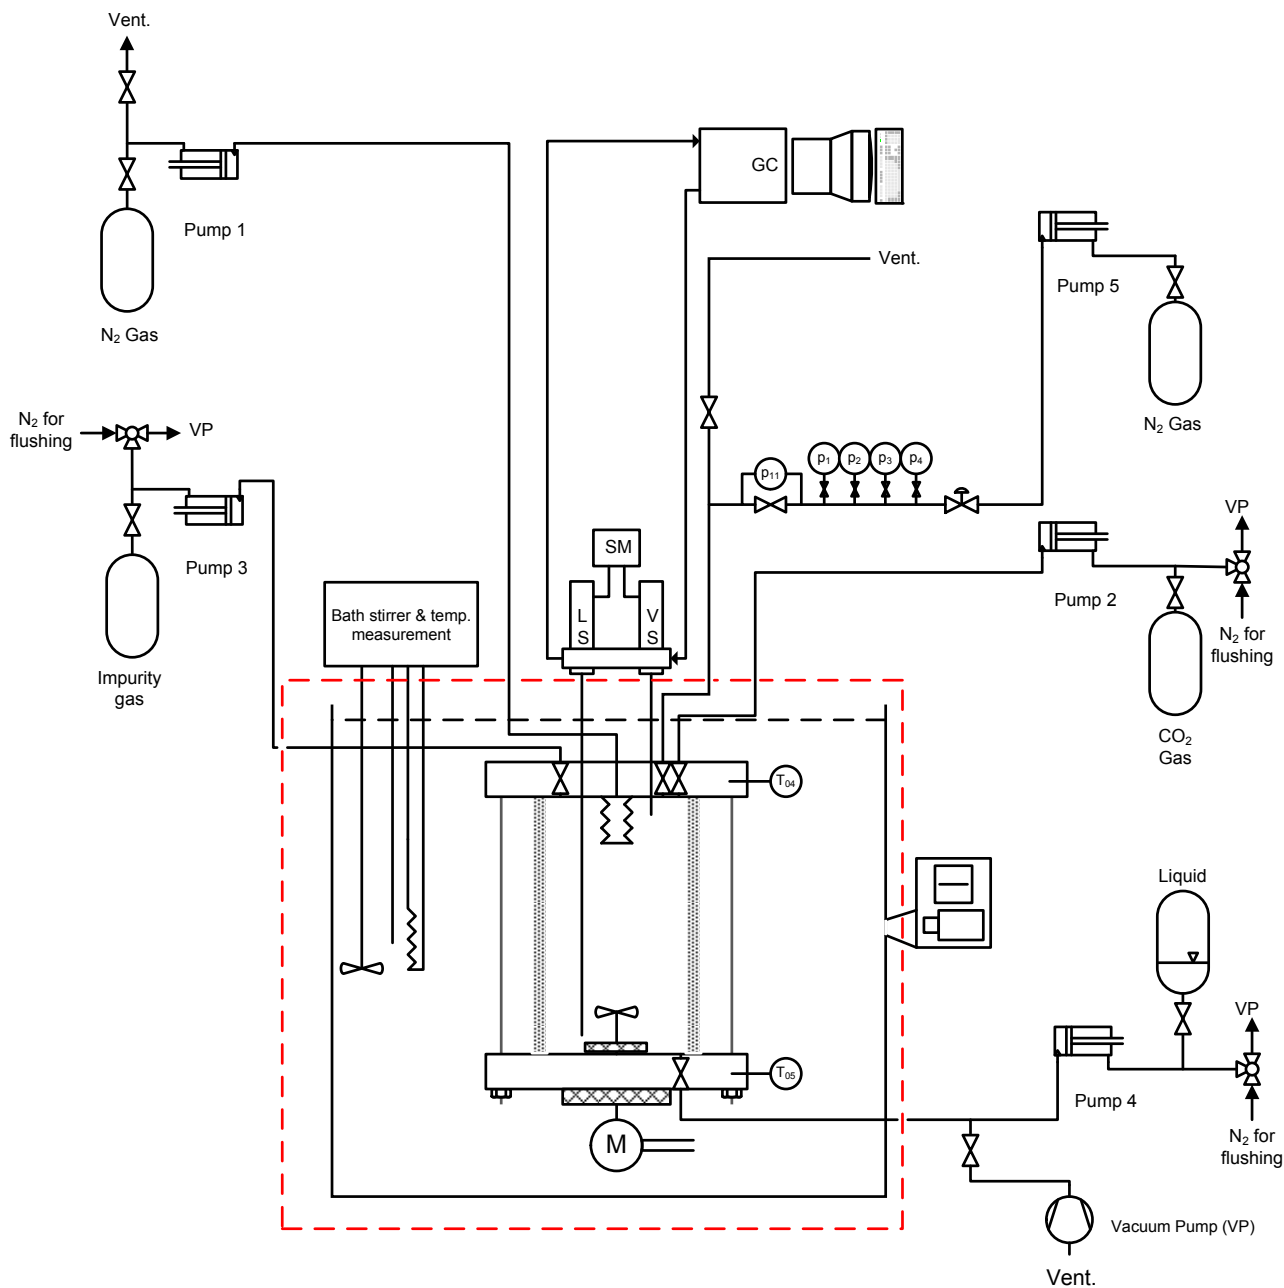 Vent.
Pump 1
N₂ Gas
GC
Vent.
Pump 5
N₂ Gas
N₂ for
flushing
VP
Pump 3
Impurity
gas
p₁₁
p₁
p₂
p₃
p₄
SM
L
S
V
S
Bath stirrer & temp.
measurement
Pump 2
VP
N₂ for
flushing
CO₂
Gas
T₀₄
T₀₅
M
Liquid
VP
Pump 4
N₂ for
flushing
Vacuum Pump (VP)
Vent.